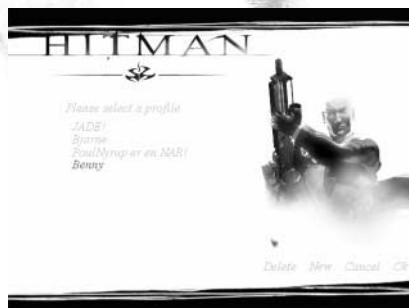 HITMAN
Please select a profile
JADE!
Bjarne
PoulNyrup er en NAR!
Benny
Delete New Cancel Ok